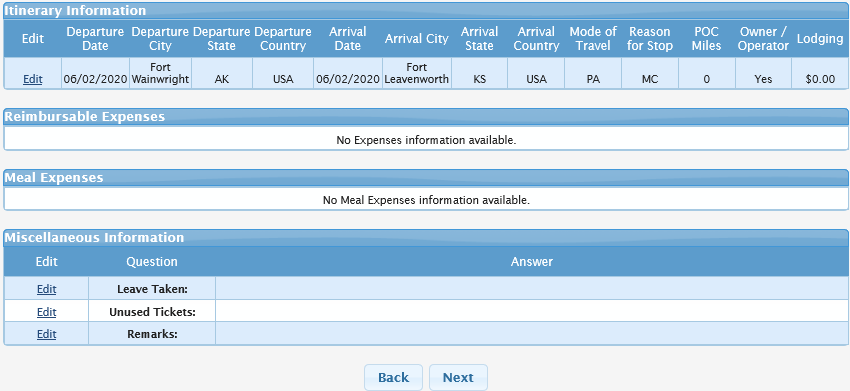 Itinerary Information
Edit Departure Date Departure City Departure State Departure Country Arrival Date Arrival City Arrival State Arrival Country Mode of Travel Reason for Stop POC Miles Owner / Operator Lodging
Edit 06/02/2020 Fort Wainwright AK USA 06/02/2020 Fort Leavenworth KS USA PA MC 0 Yes $0.00
Reimbursable Expenses
No Expenses information available.
Meal Expenses
No Meal Expenses information available.
Miscellaneous Information
Edit Question Answer
Edit Leave Taken:
Edit Unused Tickets:
Edit Remarks:
Back Next